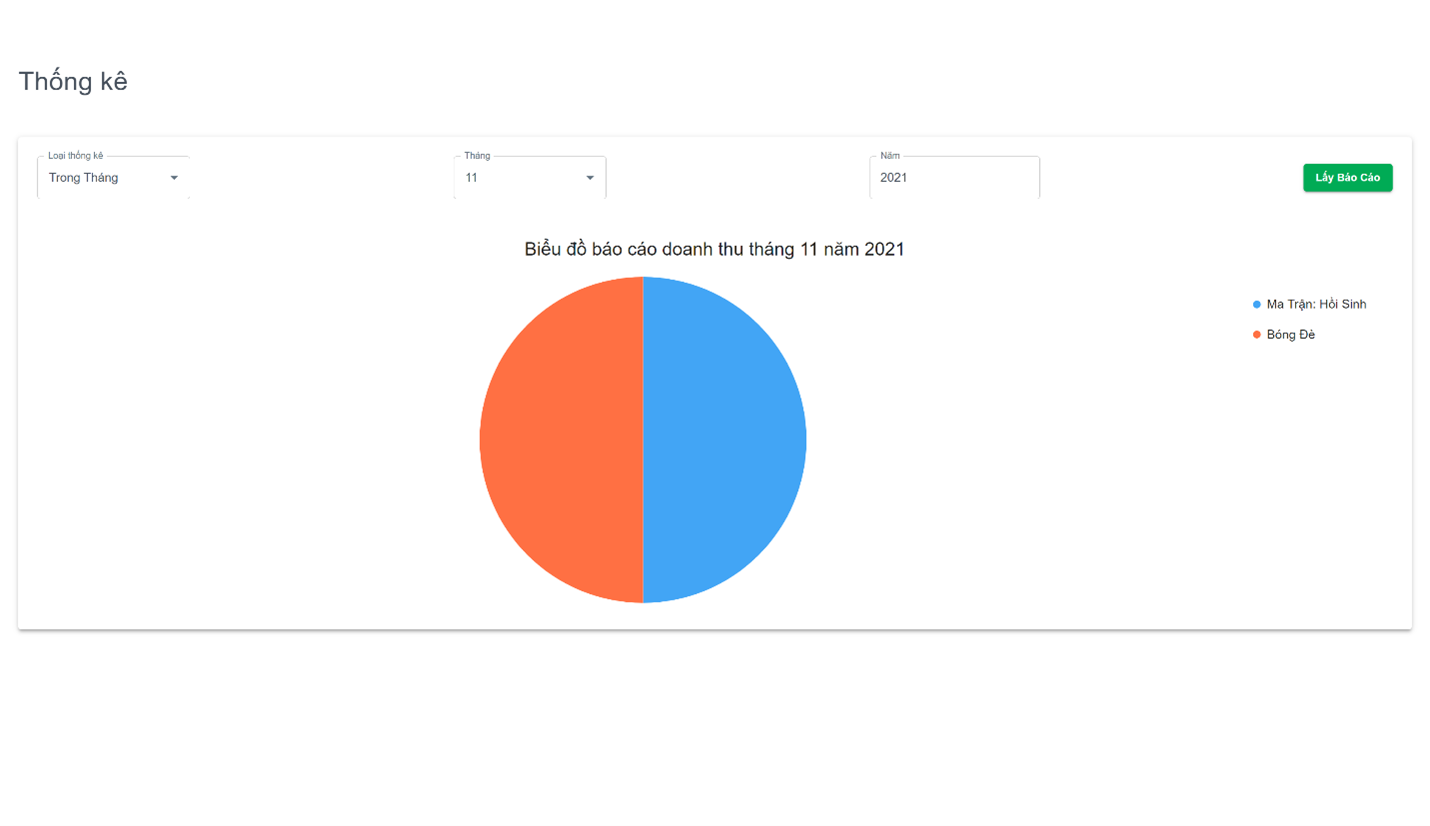 Thống kê
Loại thống kê
Trong Tháng
Tháng
11
Năm
2021
Lấy Báo Cáo
Biểu đồ báo cáo doanh thu tháng 11 năm 2021
Ma Trận: Hồi Sinh
Bóng Đè